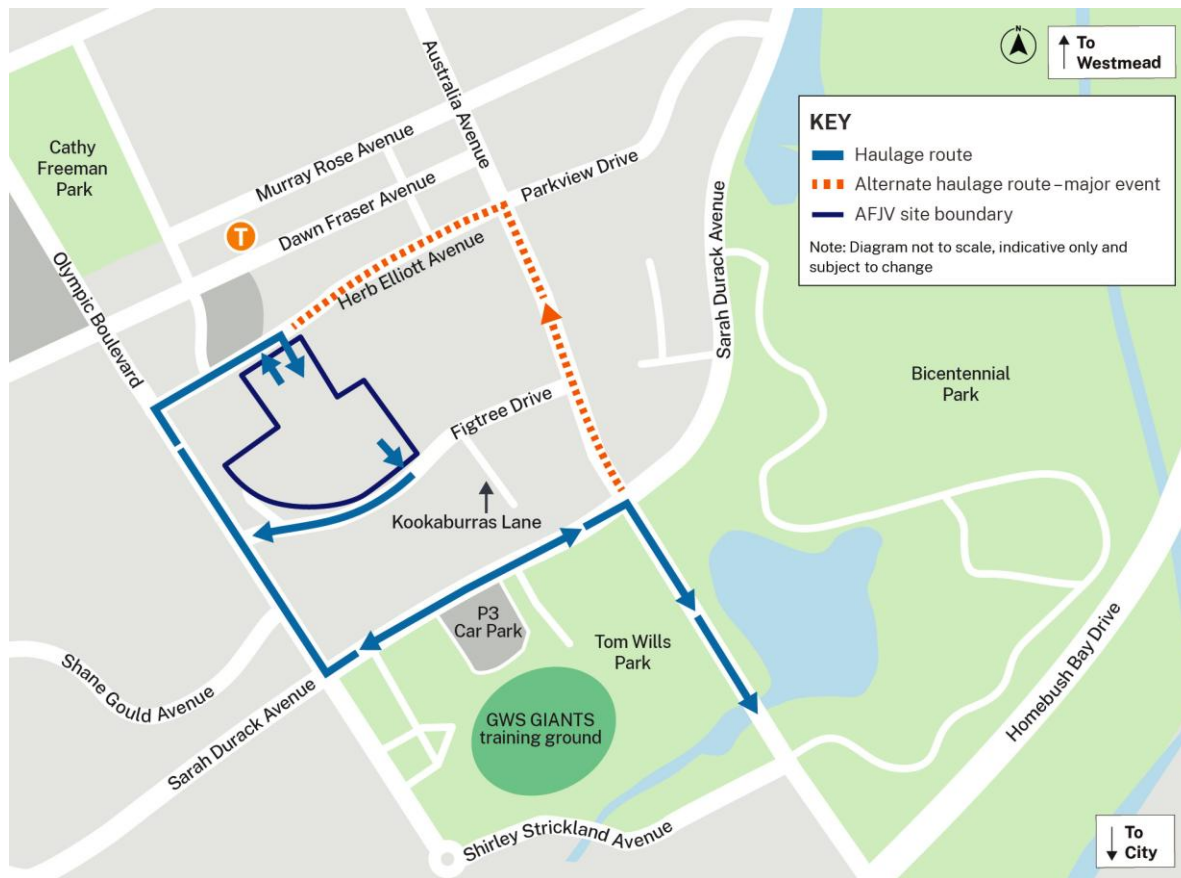 N
To
Westmead
KEY
Haulage route
Alternate haulage route – major event
AFJV site boundary
Note: Diagram not to scale, indicative only and
subject to change
Australia Avenue
Cathy
Freeman
Park
Murray Rose Avenue
Parkview Drive
T
Dawn Fraser Avenue
Olympic Boulevard
Herb Elliott Avenue
Sarah Durack Avenue
Bicentennial
Park
Figtree Drive
Kookaburras Lane
P3
Car Park
Tom Wills
Park
Shane Gould Avenue
Homebush Bay Drive
GWS GIANTS
training ground
Sarah Durack Avenue
Shirley Strickland Avenue
To
City